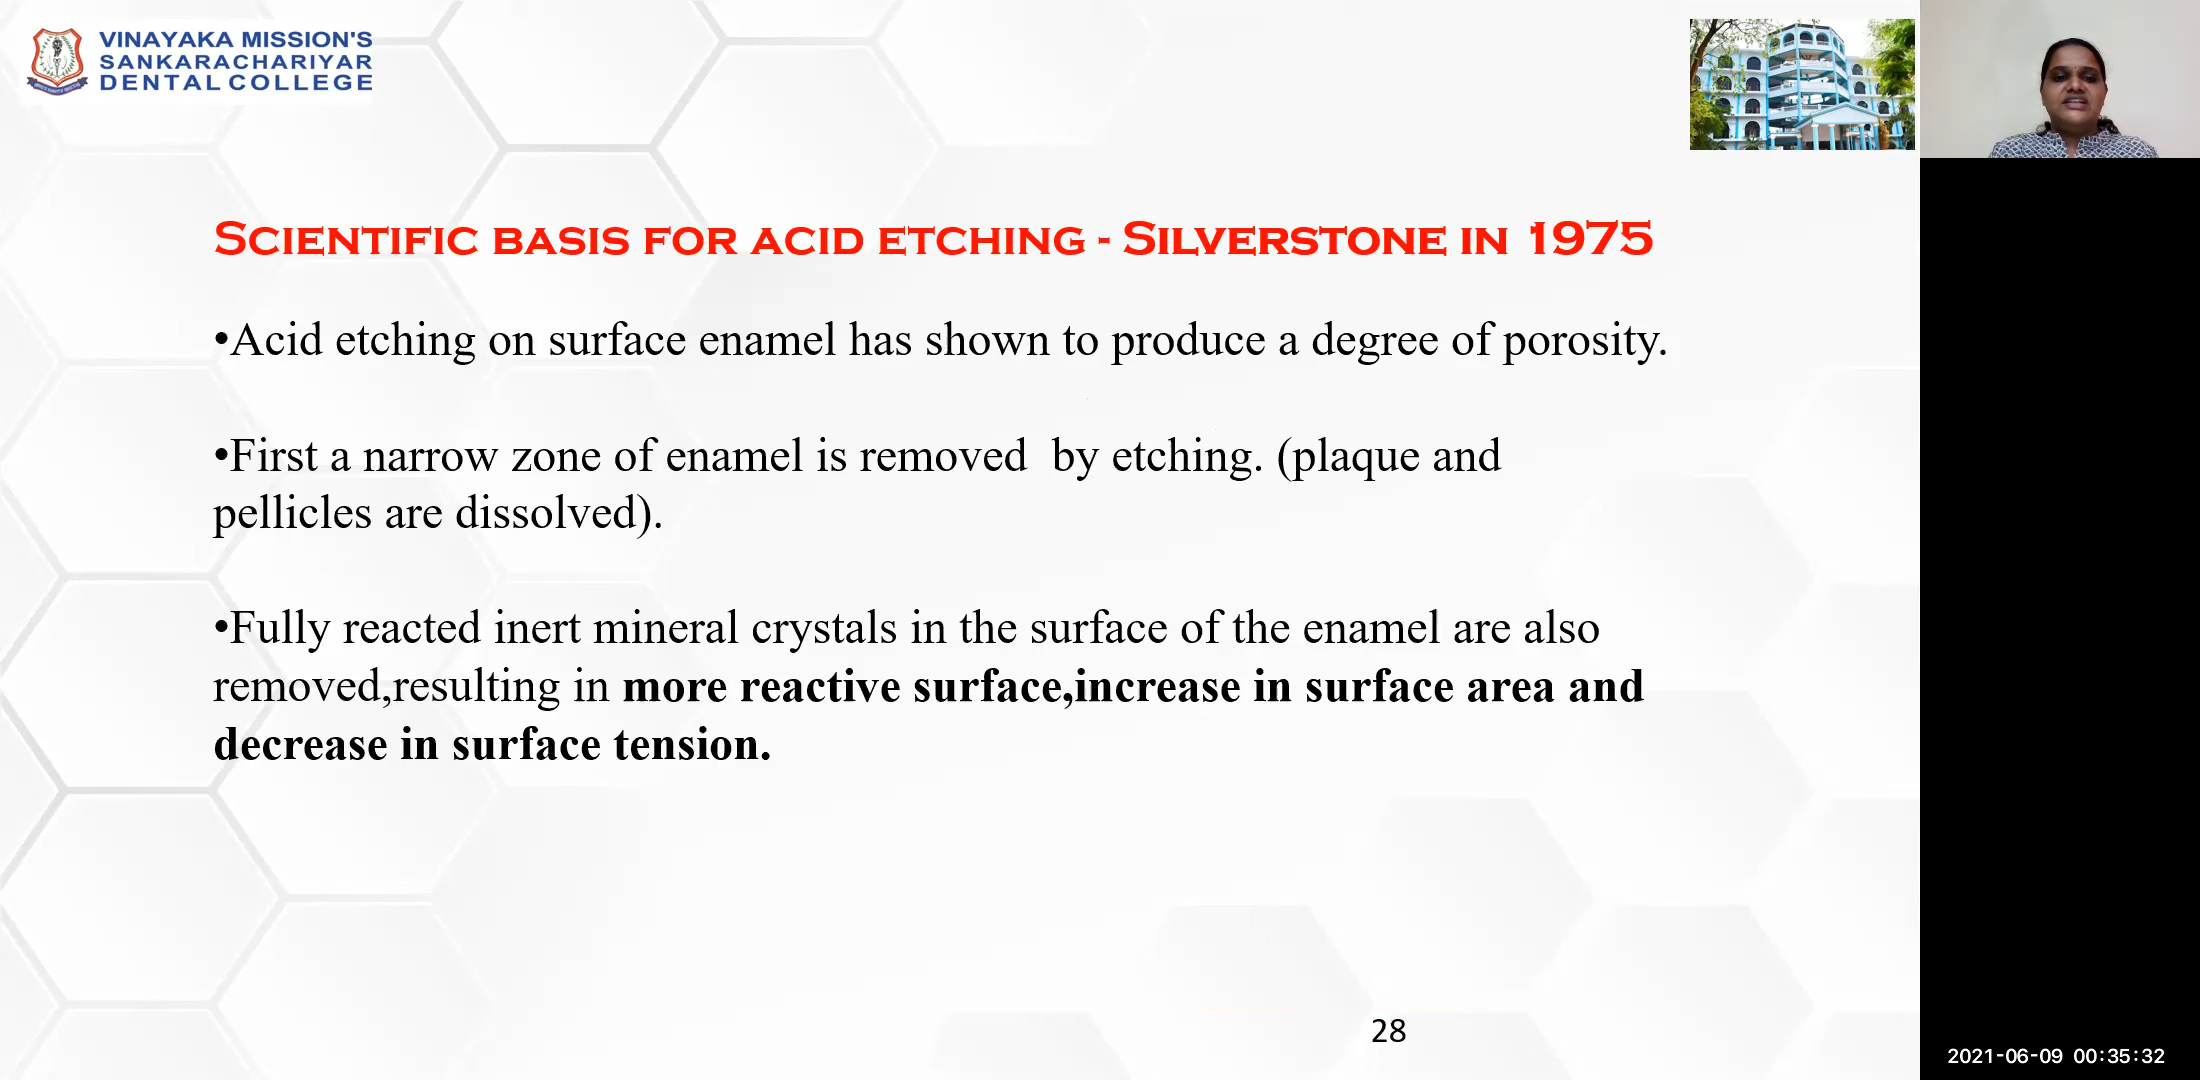 VINAYAKA MISSION'S
SANKARACHARIYAR
DENTAL COLLEGE
SCIENTIFIC BASIS FOR ACID ETCHING - SILVERSTONE IN 1975
•Acid etching on surface enamel has shown to produce a degree of porosity.
•First a narrow zone of enamel is removed  by etching. (plaque and
pellicles are dissolved).
•Fully reacted inert mineral crystals in the surface of the enamel are also
removed,resulting in more reactive surface,increase in surface area and
decrease in surface tension.
28
2021-06-09 00:35:32